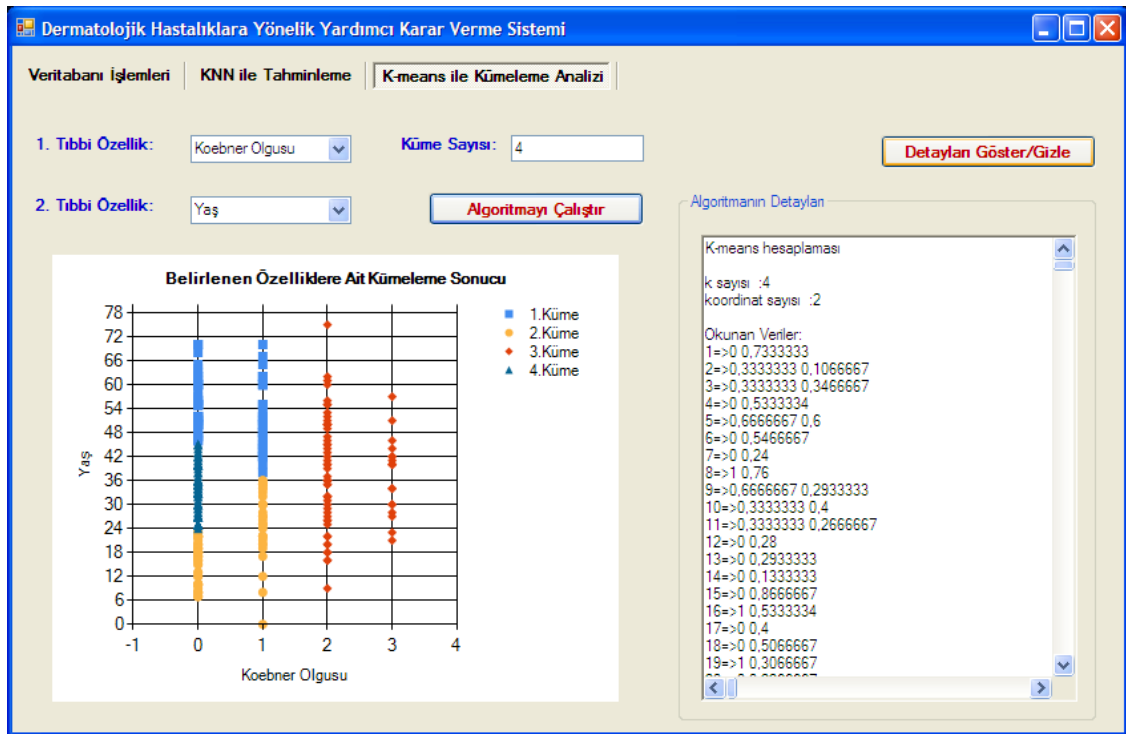 Dermatolojik Hastalıklara Yönelik Yardımcı Karar Verme Sistemi
Veritabanı İşlemleri
KNN ile Tahminleme
K-means ile Kümeleme Analizi
1. Tıbbi Özellik:
Koebner Olgusu
Küme Sayısı:
4
Detayları Göster/Gizle
2. Tıbbi Özellik:
Yaş
Algoritmayı Çalıştır
Belirlenen Özelliklere Ait Kümeleme Sonucu
78
72
66
60
54
48
42
36
30
24
18
12
6
0
Yaş
-1 0 1 2 3 4
Koebner Olgusu
1.Küme
2.Küme
3.Küme
4.Küme
Algoritmanın Detayları
K-means hesaplaması
k sayısı :4
koordinat sayısı :2
Okunan Veriler:
1=>0 0,7333333
2=>0,3333333 0,1066667
3=>0,3333333 0,3466667
4=>0 0,5333334
5=>0,6666667 0,6
6=>0 0,5466667
7=>0 0,24
8=>1 0,76
9=>0,6666667 0,2933333
10=>0,3333333 0,4
11=>0,3333333 0,2666667
12=>0 0,28
13=>0 0,2933333
14=>0 0,1333333
15=>0 0,8666667
16=>1 0,5333334
17=>0 0,4
18=>0 0,5066667
19=>1 0,3066667